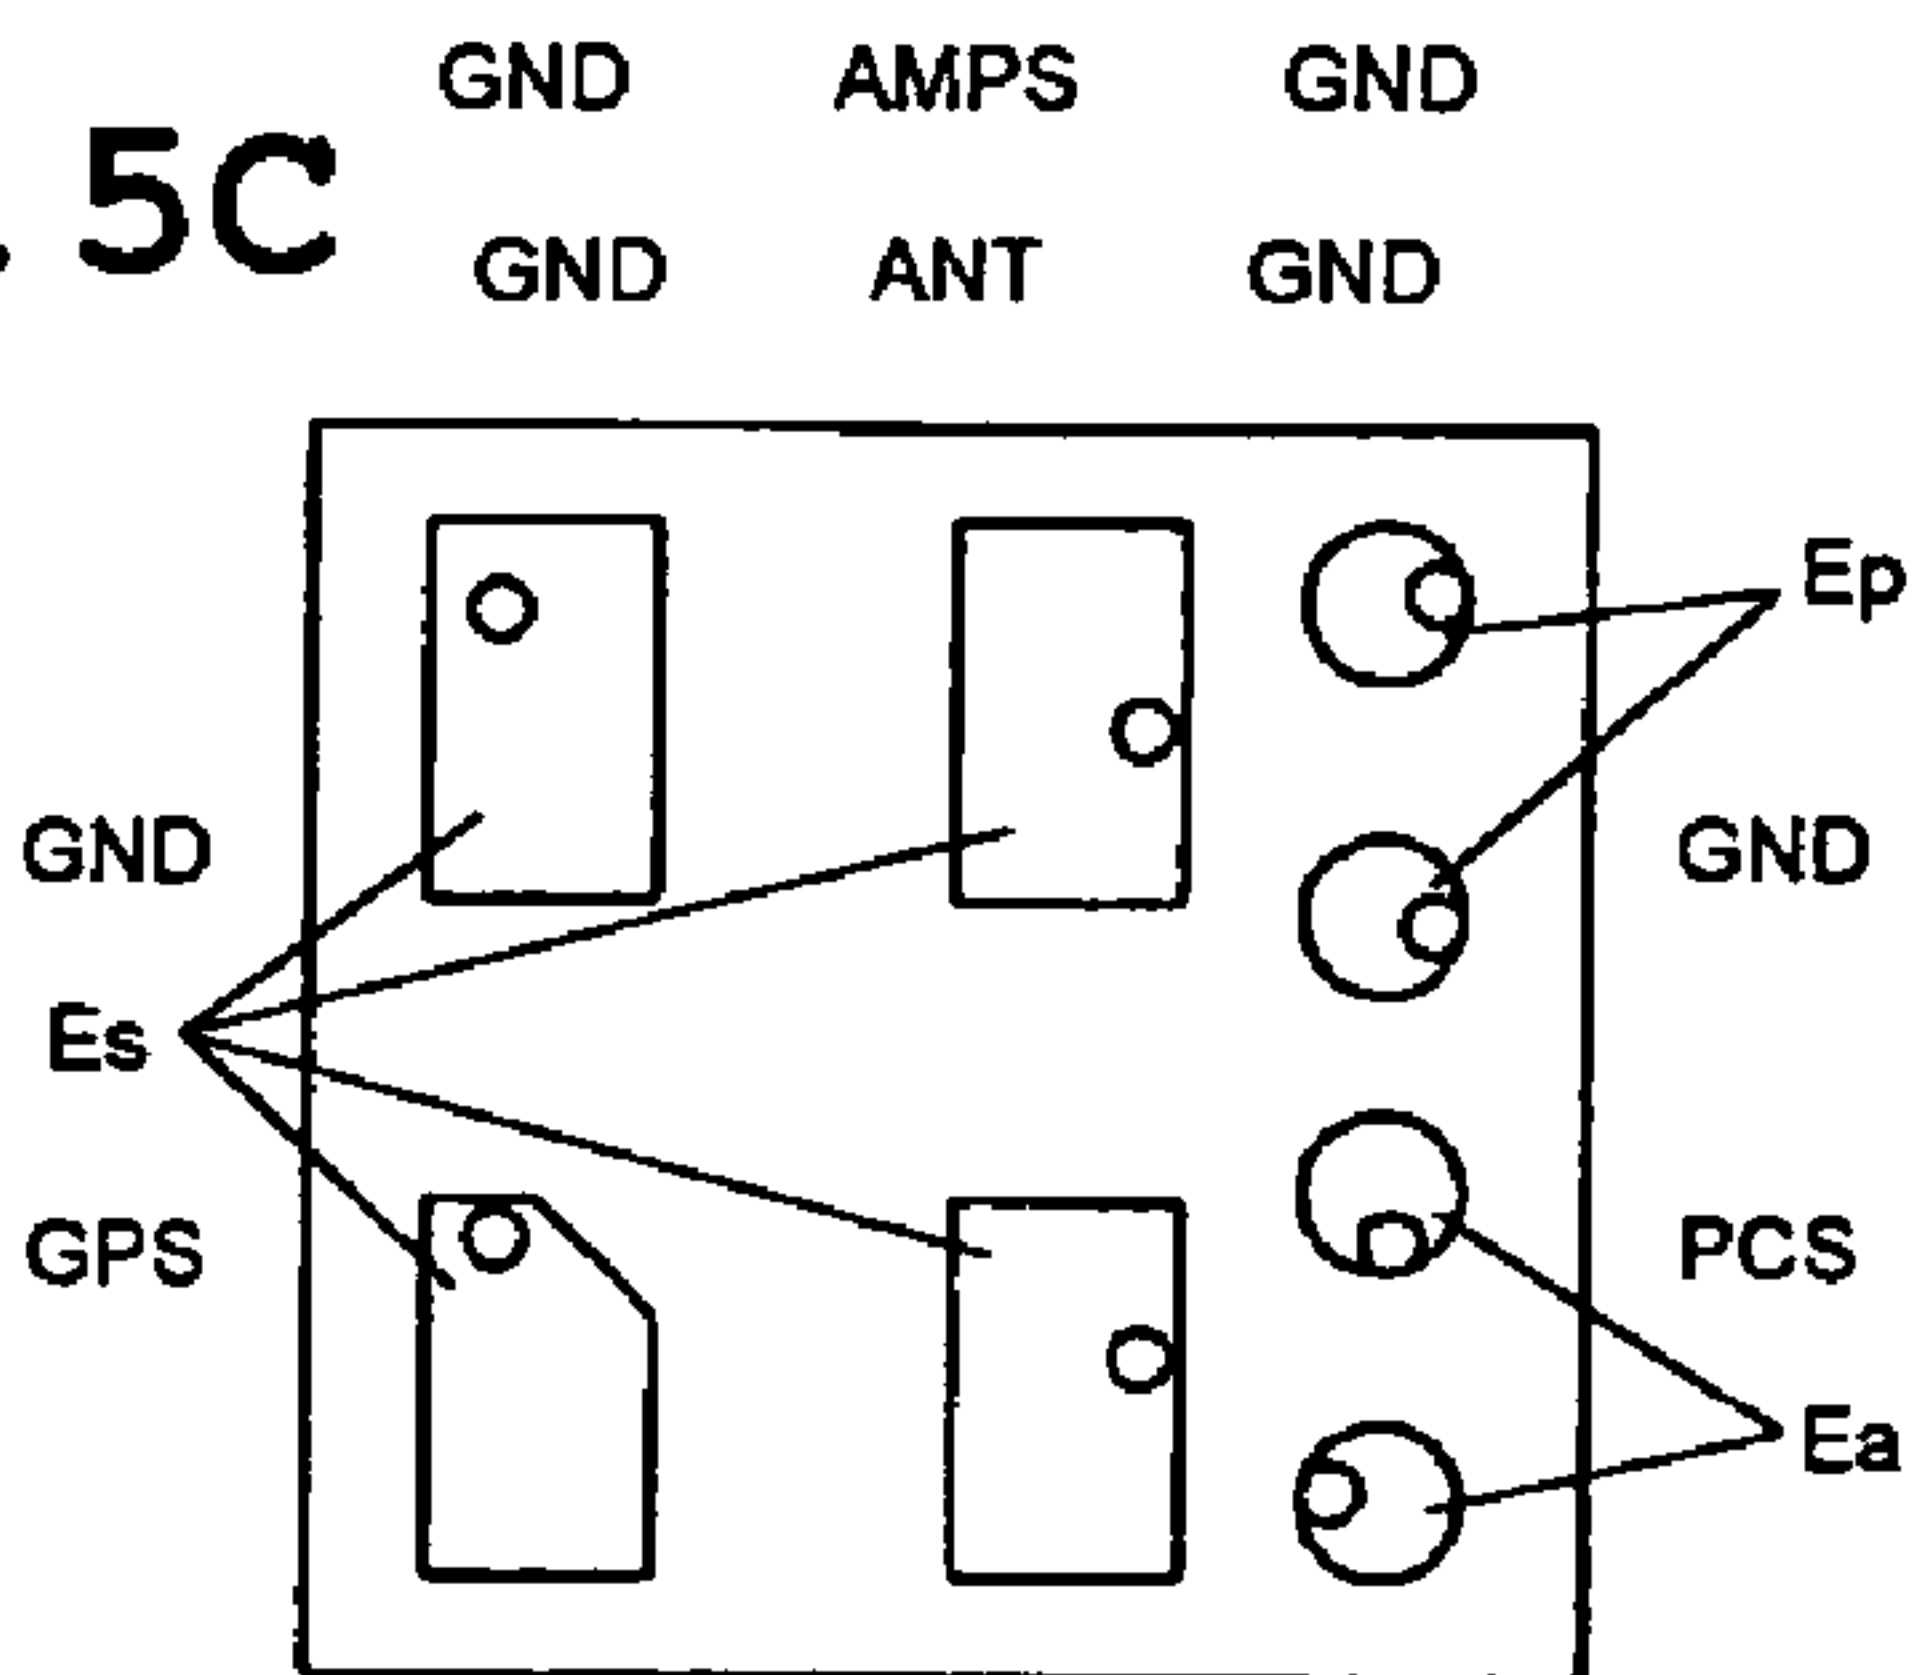 GND AMPS GND
. 5C
GND ANT GND
Ep
GND GND
Es
GPS PCS
Ea